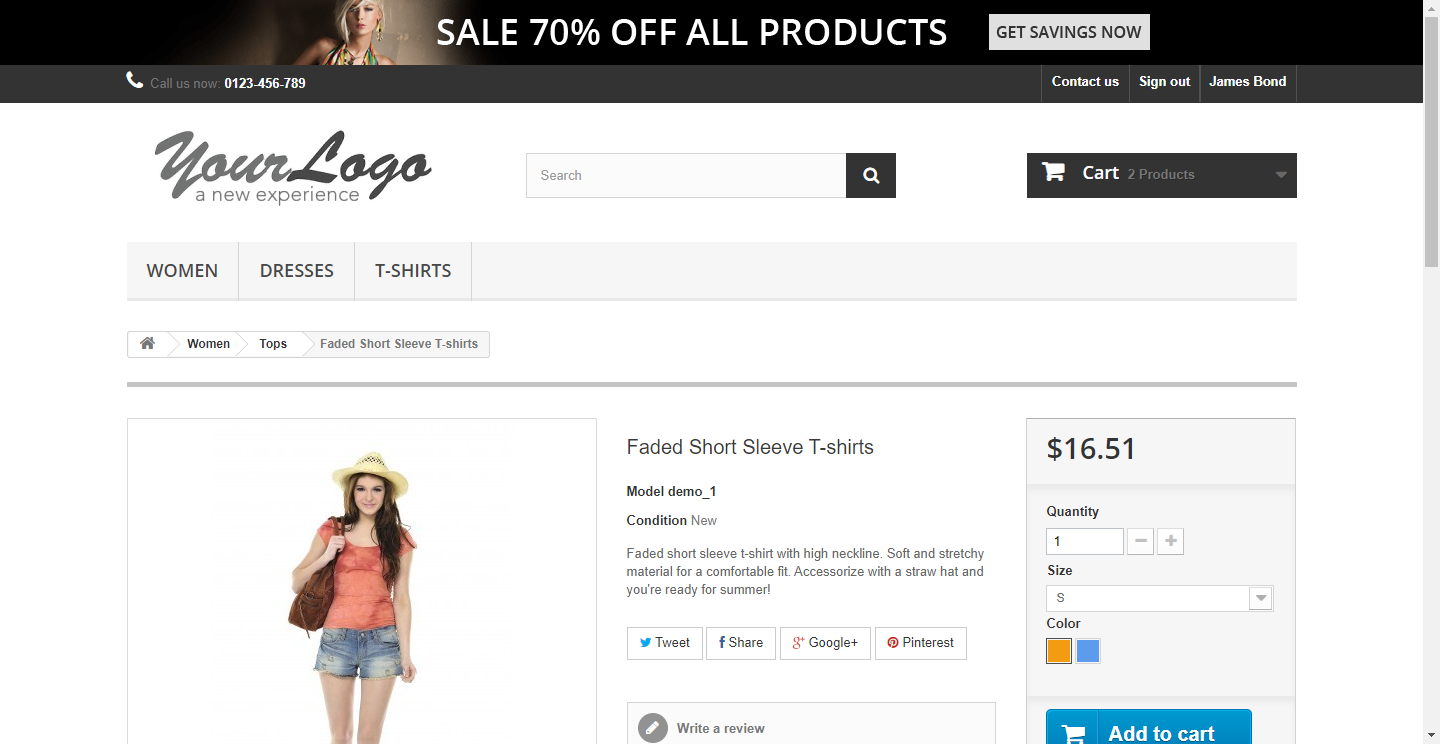 SALE 70% OFF ALL PRODUCTS GET SAVINGS NOW
Call us now: 0123-456-789 Contact us Sign out James Bond
YourLogo
a new experience
Search
Cart 2 Products
WOMEN DRESSES T-SHIRTS
Women Tops Faded Short Sleeve T-shirts
Faded Short Sleeve T-shirts
Model demo_1
Condition New
Faded short sleeve t-shirt with high neckline. Soft and stretchy
material for a comfortable fit. Accessorize with a straw hat and
you're ready for summer!
Tweet Share Google+ Pinterest
Write a review
$16.51
Quantity
1
Size
S
Color
Add to cart